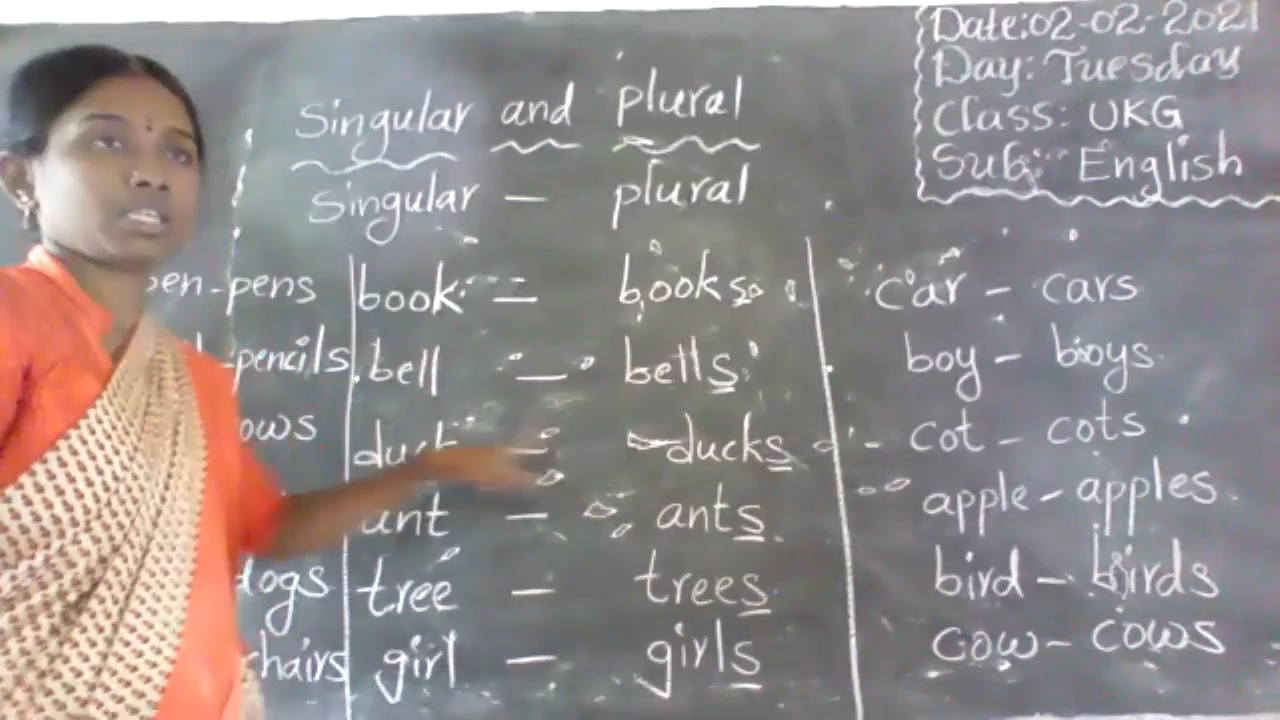 Date:02-02-2021
Day: Tuesday
Class: UKG
Sub: English
Singular and plural
Singular — plural
pen-pens
-pencils
dogs
chairs
book — books
bell — bells
duck — ducks
ant — ants
tree — trees
girl — girls
car - cars
boy - boys
cot - cots
apple - apples
bird - birds
cow - cows